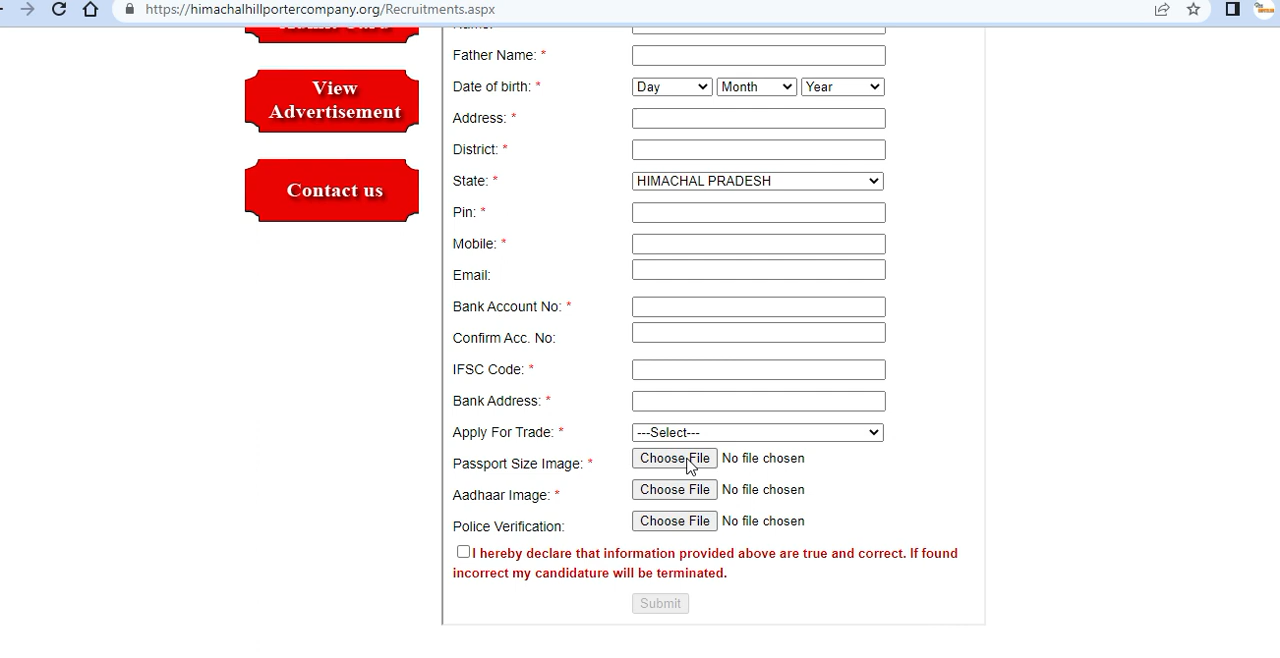 https://himachalhillportercompany.org/Recruitments.aspx
Father Name: *
Date of birth: * Day Month Year
View
Advertisement
Address: *
District: *
State: * HIMACHAL PRADESH
Contact us
Pin: *
Mobile: *
Email:
Bank Account No: *
Confirm Acc. No:
IFSC Code: *
Bank Address: *
Apply For Trade: * ---Select---
Passport Size Image: * Choose File No file chosen
Aadhaar Image: * Choose File No file chosen
Police Verification: Choose File No file chosen
I hereby declare that information provided above are true and correct. If found
incorrect my candidature will be terminated.
Submit